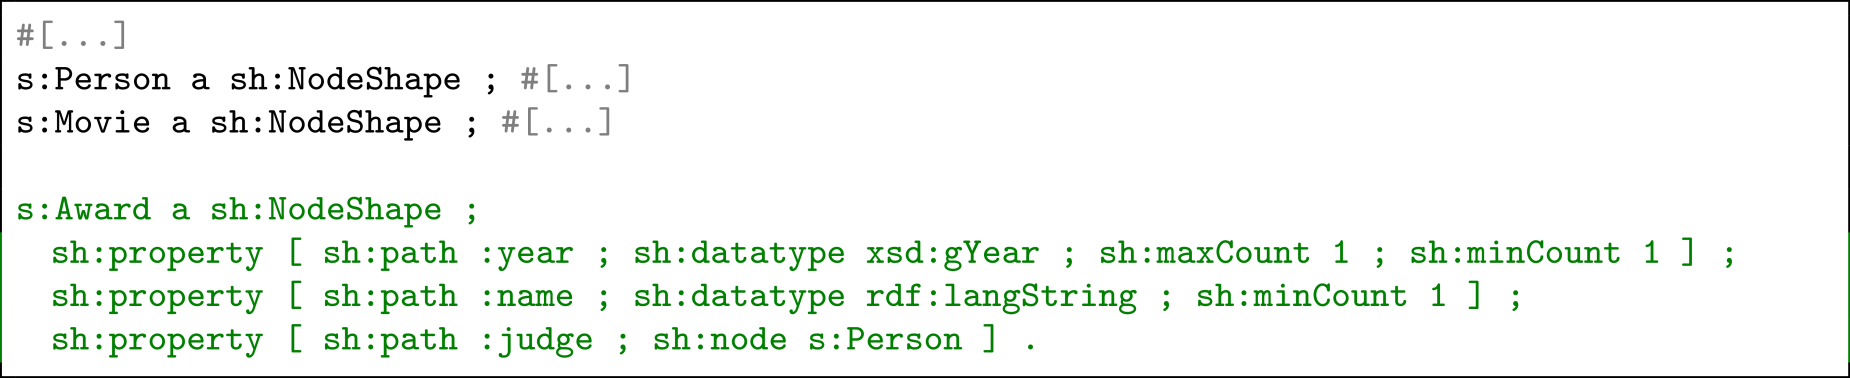 #[...]
s:Person a sh:NodeShape ; #[...]
s:Movie a sh:NodeShape ; #[...]
s:Award a sh:NodeShape ;
sh:property [ sh:path :year ; sh:datatype xsd:gYear ; sh:maxCount 1 ; sh:minCount 1 ] ;
sh:property [ sh:path :name ; sh:datatype rdf:langString ; sh:minCount 1 ] ;
sh:property [ sh:path :judge ; sh:node s:Person ] .